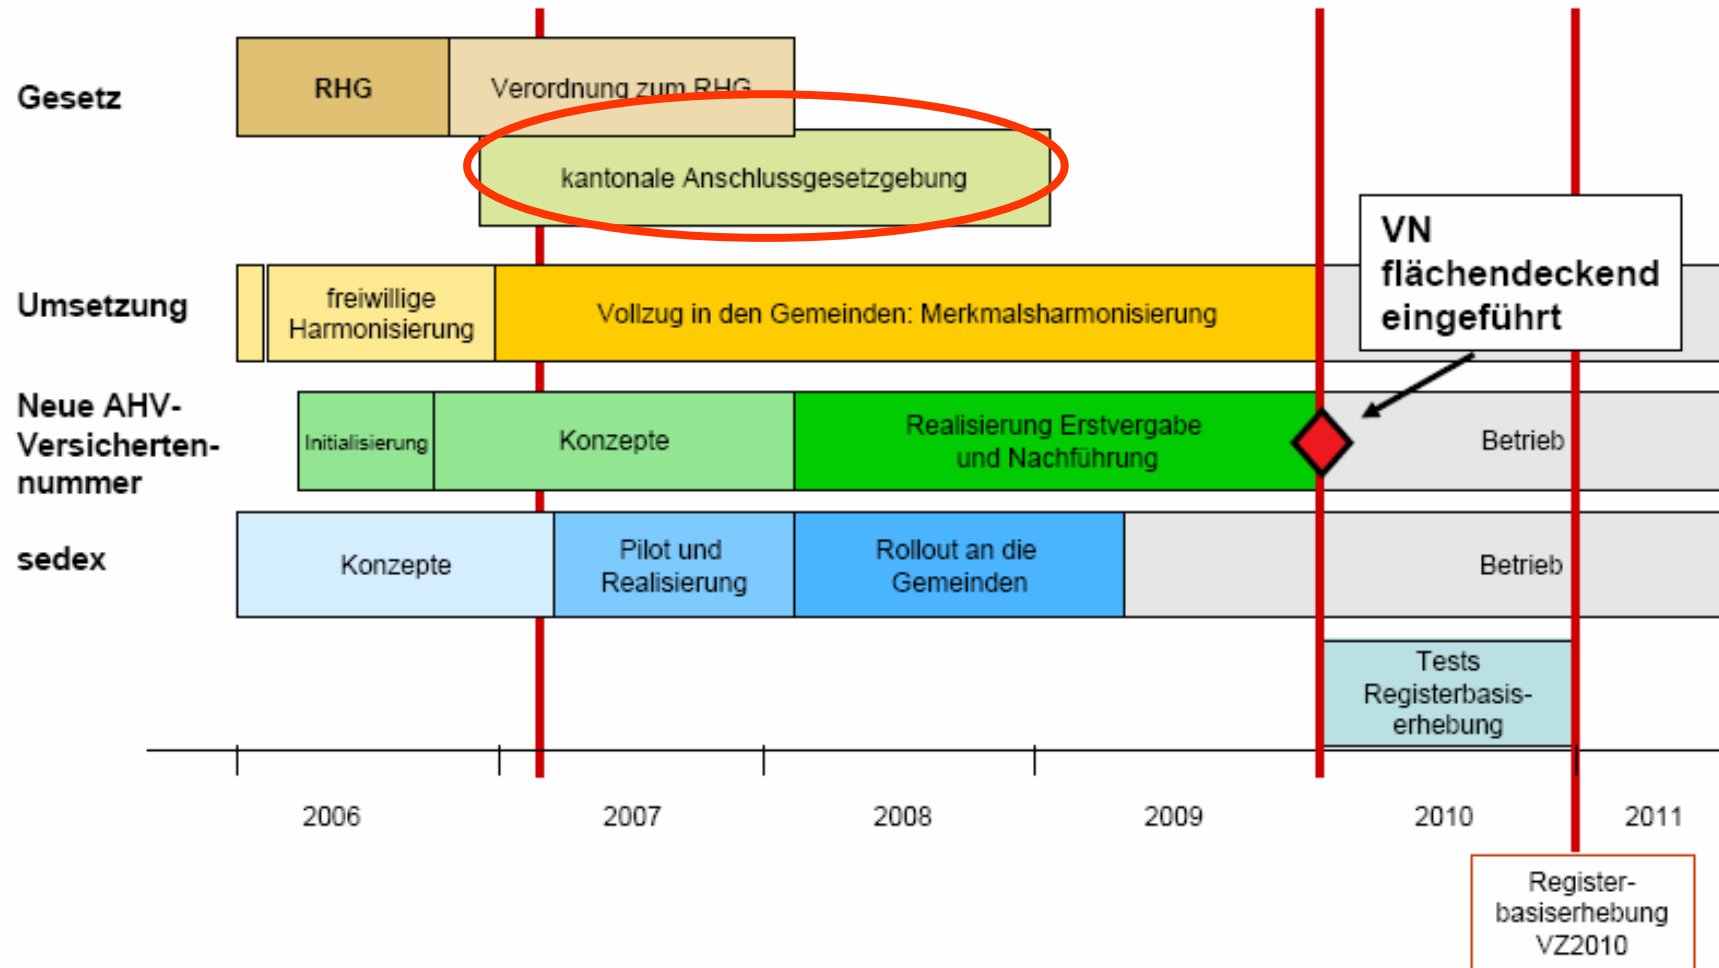 Gesetz
RHG
Verordnung zum RHG
kantonale Anschlussgesetzgebung
VN
flächendeckend
eingeführt
Umsetzung
freiwillige
Harmonisierung
Vollzug in den Gemeinden: Merkmalsharmonisierung
Neue AHV-
Versicherten-
nummer
Initialisierung
Konzepte
Realisierung Erstvergabe
und Nachführung
Betrieb
sedex
Konzepte
Pilot und
Realisierung
Rollout an die
Gemeinden
Betrieb
Tests
Registerbasis-
erhebung
2006
2007
2008
2009
2010
2011
Register-
basiserhebung
VZ2010